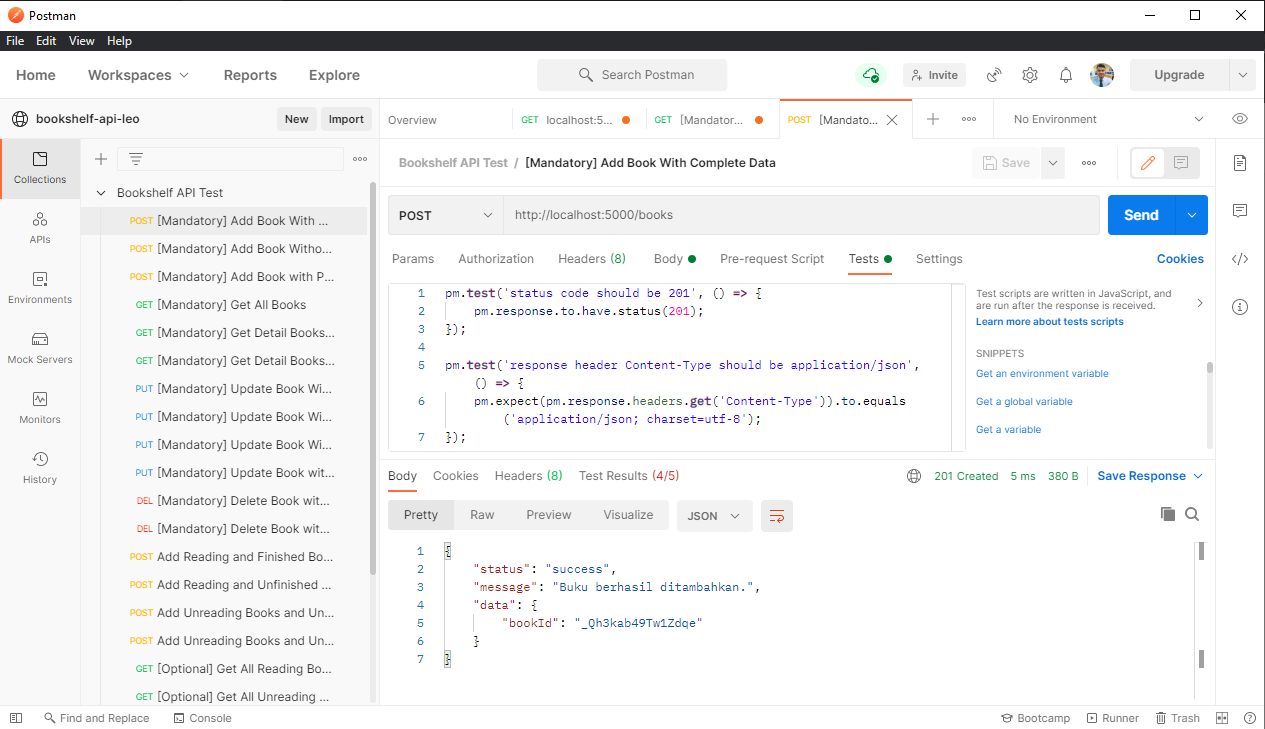 Postman
File Edit View Help
Home Workspaces Reports Explore Search Postman Invite Upgrade
bookshelf-api-leo New Import
Overview GET localhost:5... GET [Mandator... POST [Mandato... No Environment
Collections
APIs
Environments
Mock Servers
Monitors
History
Bookshelf API Test
POST [Mandatory] Add Book With ...
POST [Mandatory] Add Book Witho...
POST [Mandatory] Add Book with P...
GET [Mandatory] Get All Books
GET [Mandatory] Get Detail Books...
GET [Mandatory] Get Detail Books...
PUT [Mandatory] Update Book Wi...
PUT [Mandatory] Update Book Wi...
PUT [Mandatory] Update Book Wi...
PUT [Mandatory] Update Book wit...
DEL [Mandatory] Delete Book wit...
DEL [Mandatory] Delete Book wit...
POST Add Reading and Finished Bo...
POST Add Reading and Unfinished ...
POST Add Unreading Books and Un...
POST Add Unreading Books and Un...
GET [Optional] Get All Reading Bo...
GET [Optional] Get All Unreading ...
Bookshelf API Test / [Mandatory] Add Book With Complete Data Save
POST http://localhost:5000/books Send
Params Authorization Headers (8) Body Pre-request Script Tests Settings Cookies
1 pm.test('status code should be 201', () => {
2 pm.response.to.have.status(201);
3 });
4
5 pm.test('response header Content-Type should be application/json',
() => {
6 pm.expect(pm.response.headers.get('Content-Type')).to.equals
('application/json; charset=utf-8');
7 });
Test scripts are written in JavaScript, and
are run after the response is received.
Learn more about tests scripts
SNIPPETS
Get an environment variable
Get a global variable
Get a variable
Body Cookies Headers (8) Test Results (4/5) 201 Created 5 ms 380 B Save Response
Pretty Raw Preview Visualize JSON
1 {
2 "status": "success",
3 "message": "Buku berhasil ditambahkan.",
4 "data": {
5 "bookId": "_Qh3kab49Tw1Zdqe"
6 }
7 }
Find and Replace Console Bootcamp Runner Trash